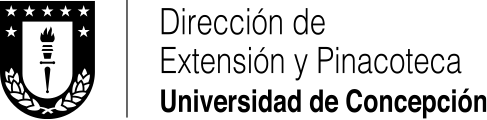 Dirección de
Extensión y Pinacoteca
Universidad de Concepción